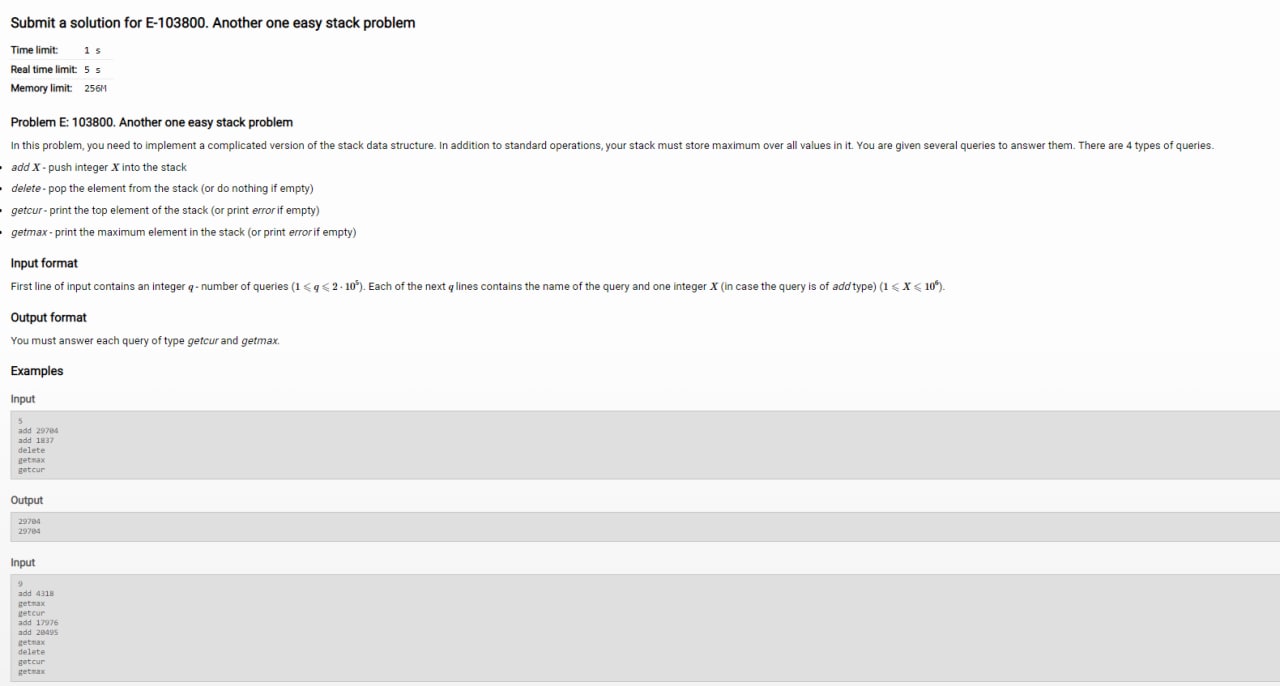 Submit a solution for E-103800. Another one easy stack problem
Time limit: 1 s
Real time limit: 5 s
Memory limit: 256M
Problem E: 103800. Another one easy stack problem
In this problem, you need to implement a complicated version of the stack data structure. In addition to standard operations, your stack must store maximum over all values in it. You are given several queries to answer them. There are 4 types of queries.
• add X - push integer X into the stack
• delete - pop the element from the stack (or do nothing if empty)
• getcur - print the top element of the stack (or print error if empty)
• getmax - print the maximum element in the stack (or print error if empty)
Input format
First line of input contains an integer q - number of queries (1 ⩽ q ⩽ 2 · 10⁵). Each of the next q lines contains the name of the query and one integer X (in case the query is of add type) (1 ⩽ X ⩽ 10⁶).
Output format
You must answer each query of type getcur and getmax.
Examples
Input
5
add 29704
add 1837
delete
getmax
getcur
Output
29704
29704
Input
9
add 4318
getmax
getcur
add 17976
add 20495
getmax
delete
getcur
getmax